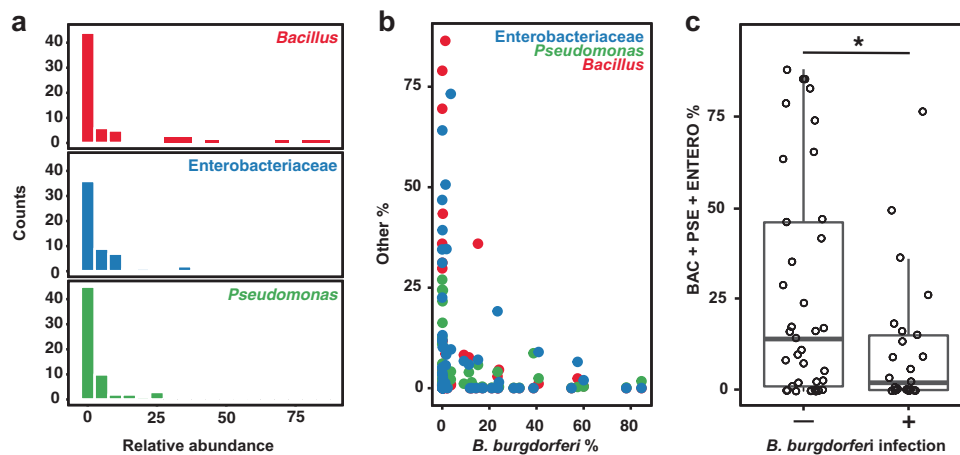 a
Bacillus
40
30
20
10
0
Enterobacteriaceae
40
30
20
10
0
Pseudomonas
40
30
20
10
0
Counts
0 25 50 75
Relative abundance
b
Enterobacteriaceae
Pseudomonas
Bacillus
75
50
25
0
Other %
0 20 40 60 80
B. burgdorferi %
c
*
75
50
25
0
BAC + PSE + ENTERO %
— +
B. burgdorferi infection